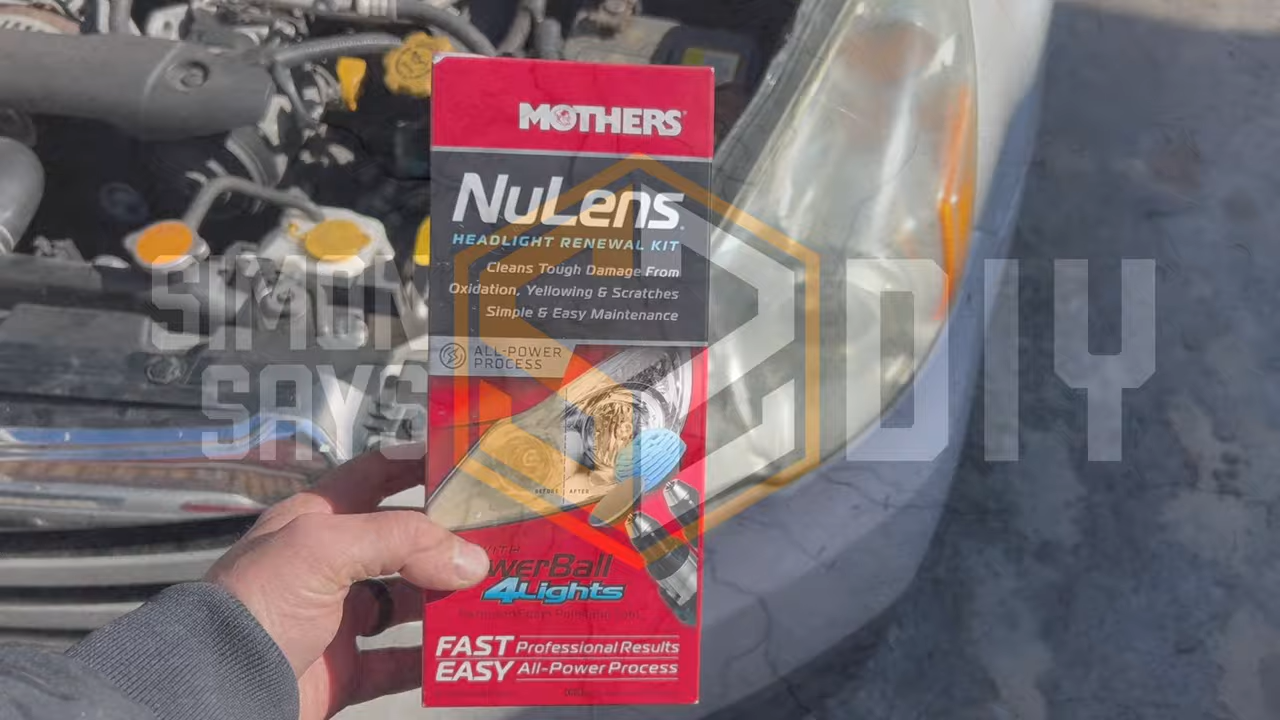 MOTHERS
NuLens
HEADLIGHT RENEWAL KIT
Cleans Tough Damage From
Oxidation, Yellowing & Scratches
Simple & Easy Maintenance
ALL-POWER
PROCESS
BEFORE AFTER
werBall
4Lights
FAST Professional Results
EASY All-Power Process
SIMON
SAYS
DIY